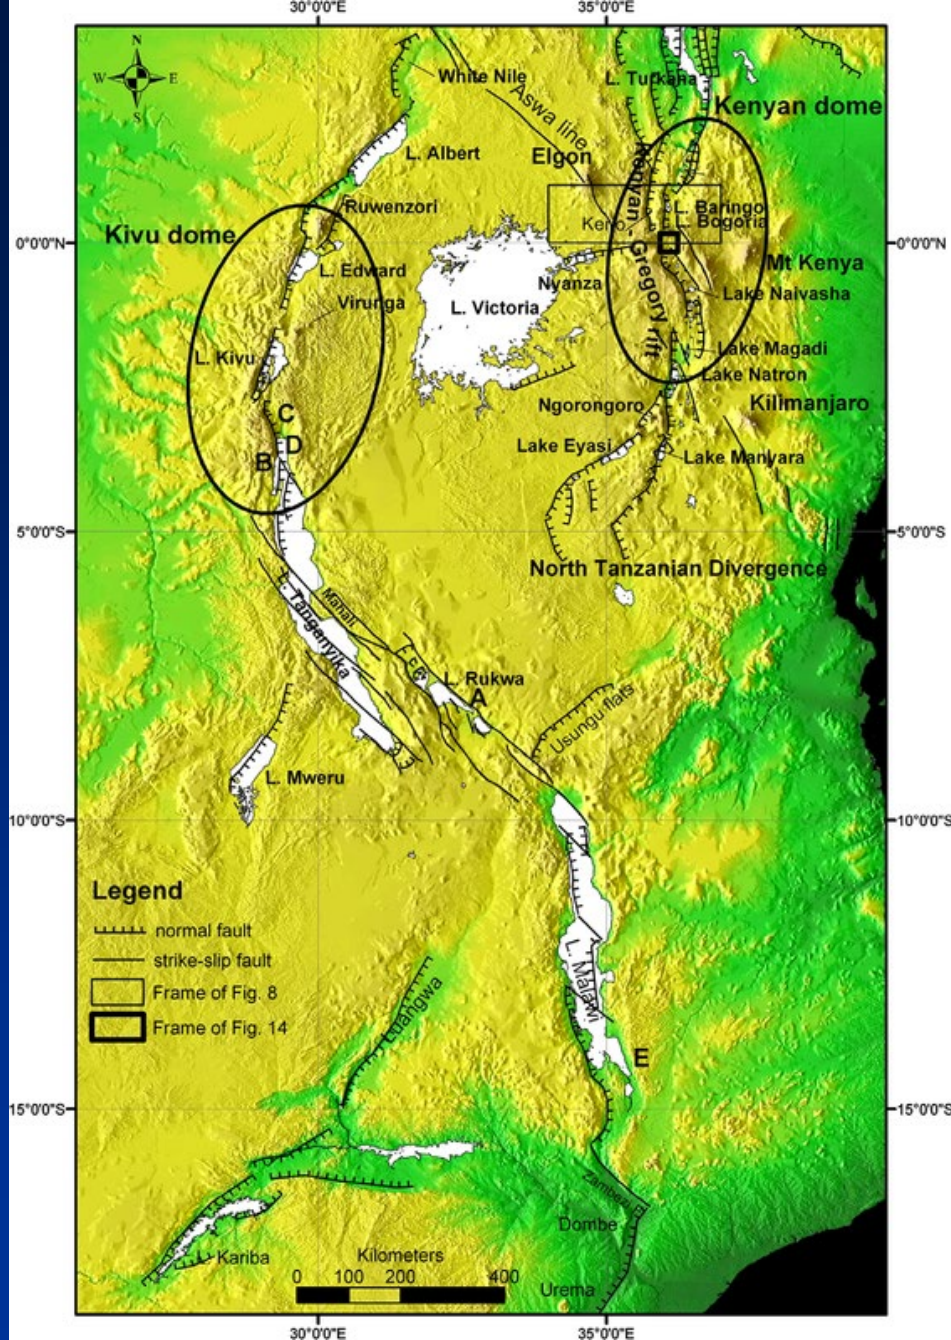 30°0'0"E
35°0'0"E
N
W
E
S
White Nile
L. Turkana
Kenyan dome
Aswa line
L. Albert
Elgon
Ruwenzori
L. Baringo
L. Bogoria
Kivu dome
0°0'0"N
0°0'0"N
Mt Kenya
L. Edward
Nyanza
Lake Naivasha
Virunga
L. Victoria
Kenyan - Gregory rift
L. Kivu
Lake Magadi
Lake Natron
C
Ngorongoro
Kilimanjaro
D
B
Lake Eyasi
Lake Manyara
5°0'0"S
5°0'0"S
North Tanzanian Divergence
Mahali
L. Tanganyika
L. Rukwa
A
Usungu flats
L. Mweru
10°0'0"S
10°0'0"S
Legend
normal fault
strike-slip fault
Frame of Fig. 8
Frame of Fig. 14
L. Malawi
Luangwa
E
15°0'0"S
15°0'0"S
Zambezi
Dombe
Kariba
Kilometers
0 100 200 400
Urema
30°0'0"E
35°0'0"E